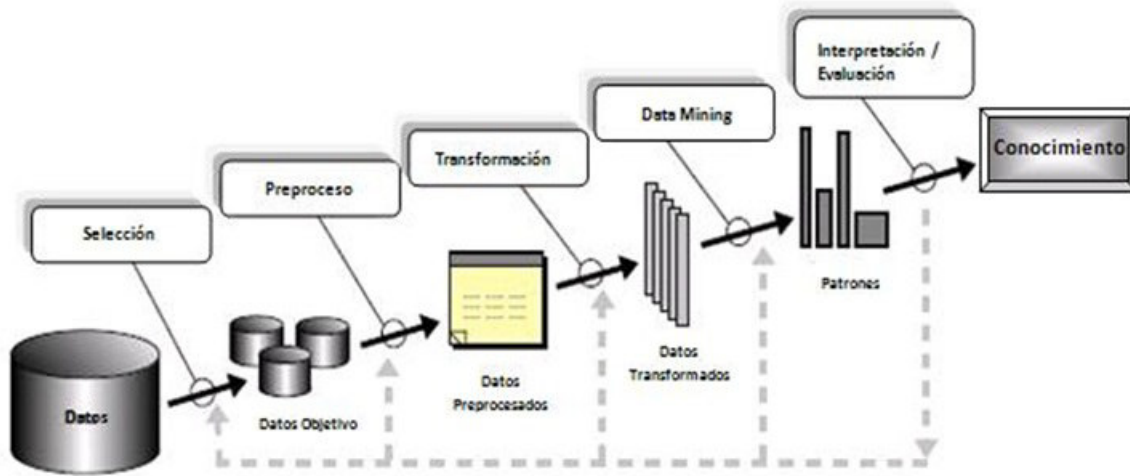 Interpretación /
Evaluación
Data Mining
Conocimiento
Transformación
Preproceso
Selección
Patrones
Datos
Transformados
Datos
Preprocesados
Datos Objetivo
Datos